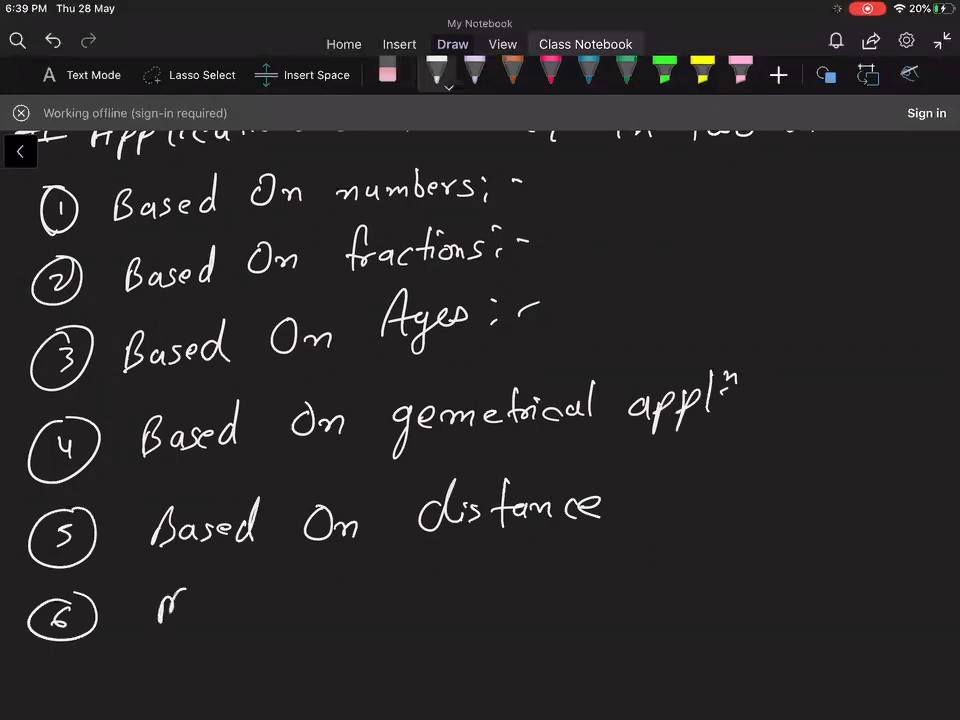 6:39 PM Thu 28 May
20%
My Notebook
Home Insert Draw View Class Notebook
Text Mode Lasso Select Insert Space
Working offline (sign-in required) Sign in
① Based On numbers:-
② Based On fractions:-
③ Based On Ages:-
④ Based On gemetrical appl^n
⑤ Based On distance
⑥